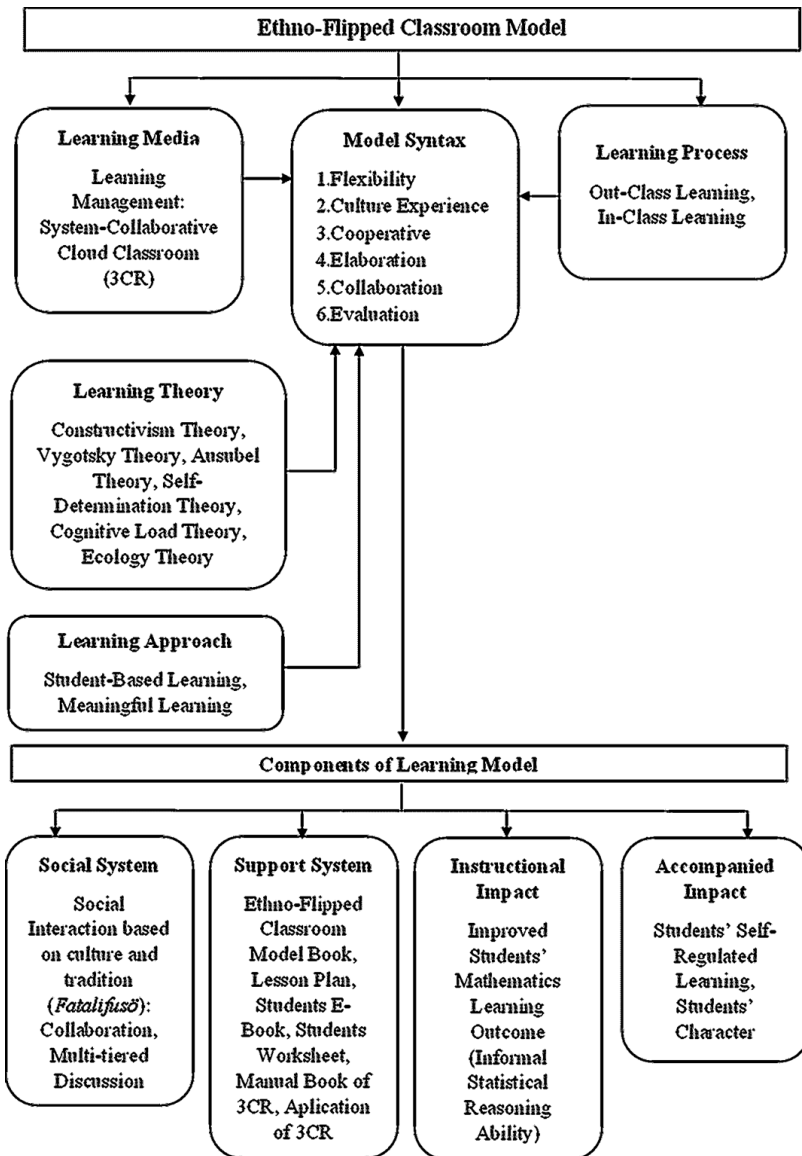 Ethno-Flipped Classroom Model
Learning Media
Learning
Management:
System-Collaborative
Cloud Classroom
(3CR)
Model Syntax
1.Flexibility
2.Culture Experience
3.Cooperative
4.Elaboration
5.Collaboration
6.Evaluation
Learning Process
Out-Class Learning,
In-Class Learning
Learning Theory
Constructivism Theory,
Vygotsky Theory, Ausubel
Theory, Self-
Determination Theory,
Cognitive Load Theory,
Ecology Theory
Learning Approach
Student-Based Learning,
Meaningful Learning
Components of Learning Model
Social System
Social
Interaction based
on culture and
tradition
(Fatalifusö):
Collaboration,
Multi-tiered
Discussion
Support System
Ethno-Flipped
Classroom
Model Book,
Lesson Plan,
Students E-
Book, Students
Worksheet,
Manual Book of
3CR, Aplication
of 3CR
Instructional
Impact
Improved
Students’
Mathematics
Learning
Outcome
(Informal
Statistical
Reasoning
Ability)
Accompanied
Impact
Students’ Self-
Regulated
Learning,
Students’
Character